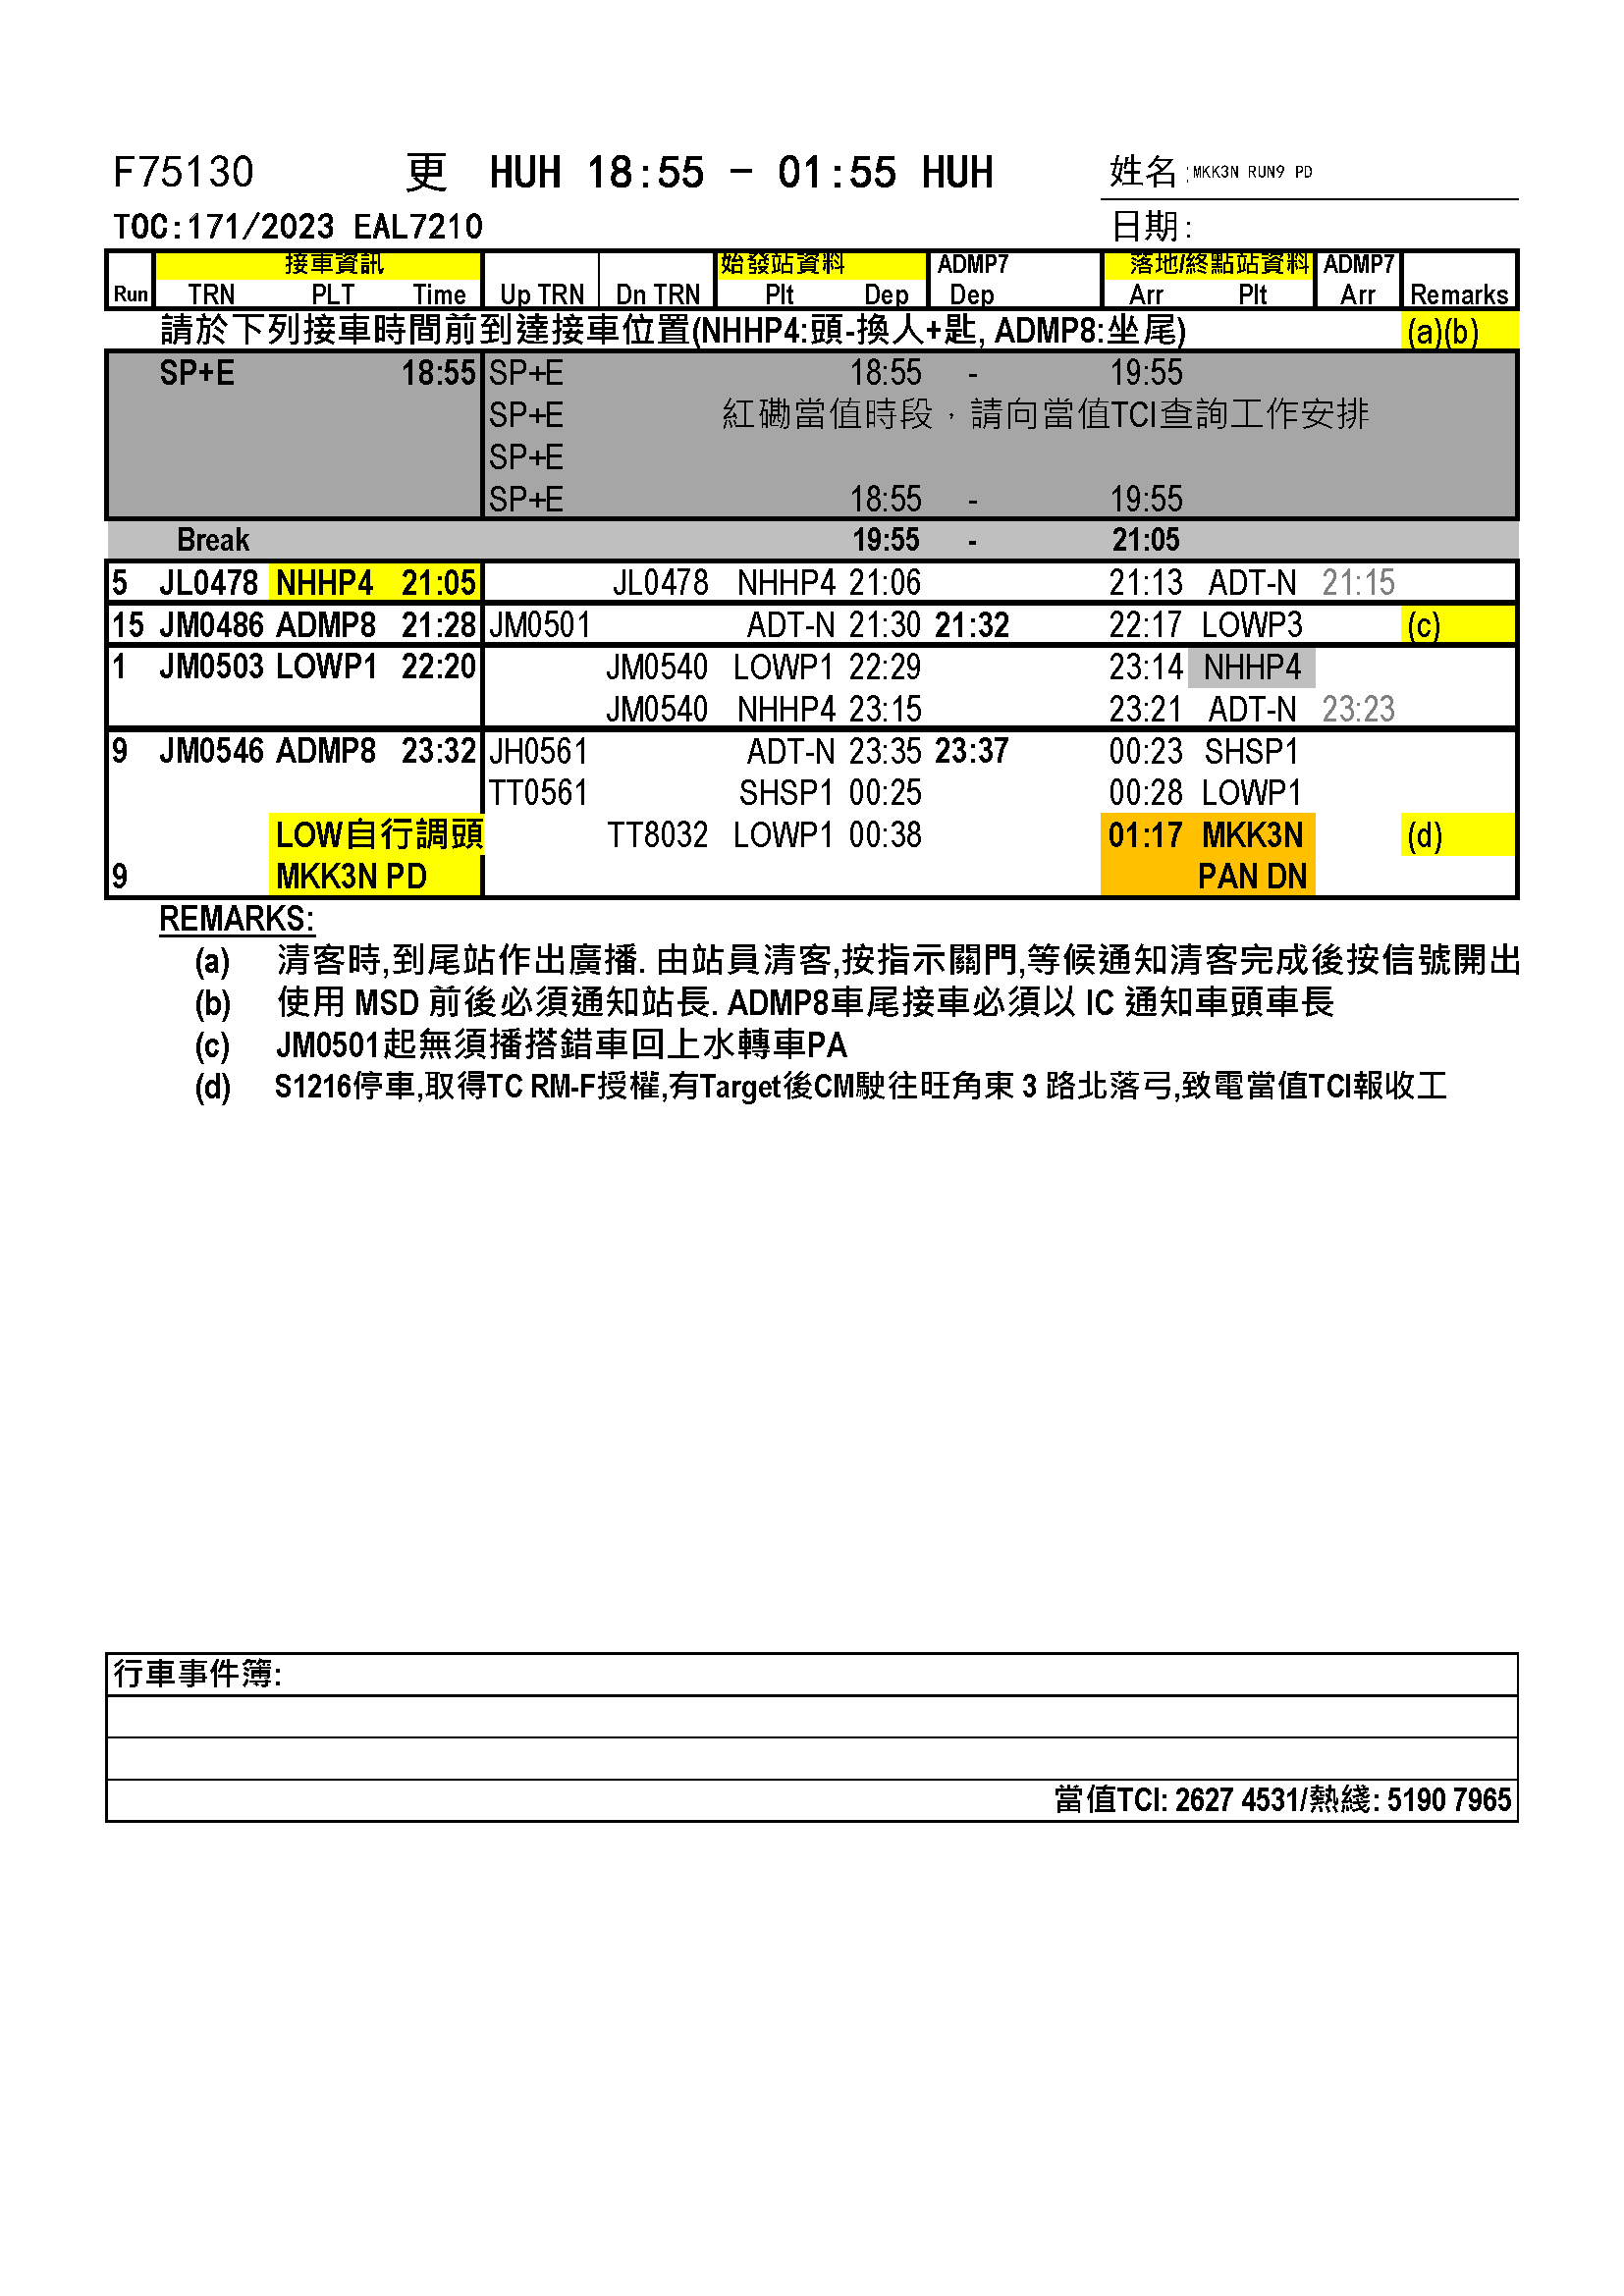 F75130 更 HUH 18:55 - 01:55 HUH 姓名:MKK3N RUN9 PD
TOC:171/2023 EAL7210 日期:
接車資訊 始發站資料 ADMP7 落地/終點站資料 ADMP7
Run TRN PLT Time Up TRN Dn TRN Plt Dep Dep Arr Plt Arr Remarks
請於下列接車時間前到達接車位置(NHHP4:頭-換人+匙, ADMP8:坐尾) (a)(b)
SP+E 18:55 SP+E 18:55 - 19:55
SP+E 紅磡當值時段，請向當值TCI查詢工作安排
SP+E
SP+E 18:55 - 19:55
Break 19:55 - 21:05
5 JL0478 NHHP4 21:05 JL0478 NHHP4 21:06 21:13 ADT-N 21:15
15 JM0486 ADMP8 21:28 JM0501 ADT-N 21:30 21:32 22:17 LOWP3 (c)
1 JM0503 LOWP1 22:20 JM0540 LOWP1 22:29 23:14 NHHP4
JM0540 NHHP4 23:15 23:21 ADT-N 23:23
9 JM0546 ADMP8 23:32 JH0561 ADT-N 23:35 23:37 00:23 SHSP1
TT0561 SHSP1 00:25 00:28 LOWP1
LOW自行調頭 TT8032 LOWP1 00:38 01:17 MKK3N (d)
9 MKK3N PD PAN DN
REMARKS:
(a) 清客時,到尾站作出廣播. 由站員清客,按指示關門,等候通知清客完成後按信號開出
(b) 使用 MSD 前後必須通知站長. ADMP8車尾接車必須以 IC 通知車頭車長
(c) JM0501起無須播搭錯車回上水轉車PA
(d) S1216停車,取得TC RM-F授權,有Target後CM駛往旺角東 3 路北落弓,致電當值TCI報收工
行車事件簿:
當值TCI: 2627 4531/熱綫: 5190 7965